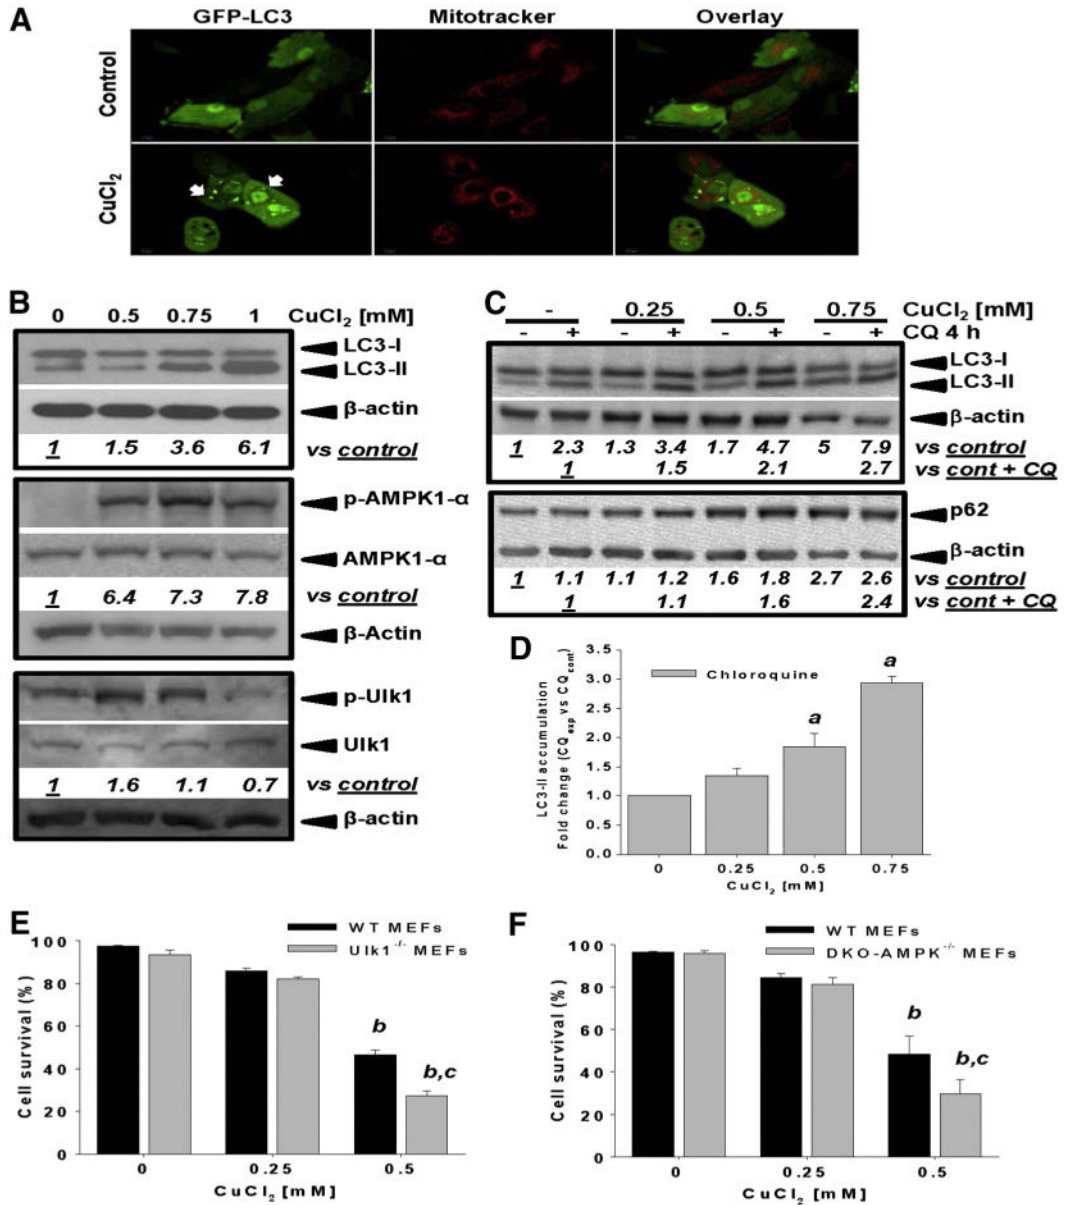 A
GFP-LC3 Mitotracker Overlay
Control
CuCl₂
B
0 0.5 0.75 1 CuCl₂ [mM]
LC3-I
LC3-II
β-actin
1 1.5 3.6 6.1 vs control
p-AMPK1-α
AMPK1-α
1 6.4 7.3 7.8 vs control
β-Actin
p-Ulk1
Ulk1
1 1.6 1.1 0.7 vs control
β-actin
C
- 0.25 0.5 0.75 CuCl₂ [mM]
- + - + - + - + CQ 4 h
LC3-I
LC3-II
β-actin
1 2.3 1.3 3.4 1.7 4.7 5 7.9 vs control
1 1.5 2.1 2.7 vs cont + CQ
p62
β-actin
1 1.1 1.1 1.2 1.6 1.8 2.7 2.6 vs control
1 1.1 1.6 2.4 vs cont + CQ
D
LC3-II accumulation
Fold change (CQexp vs CQcont)
3.5
3.0
2.5
2.0
1.5
1.0
0.5
0.0
Chloroquine
a
a
0 0.25 0.5 0.75
CuCl₂ [mM]
E
WT MEFs
Ulk1-/- MEFs
Cell survival (%)
100
80
60
40
20
0
b
b,c
0 0.25 0.5
CuCl₂ [mM]
F
WT MEFs
DKO-AMPK-/- MEFs
Cell survival (%)
100
80
60
40
20
0
b
b,c
0 0.25 0.5
CuCl₂ [mM]